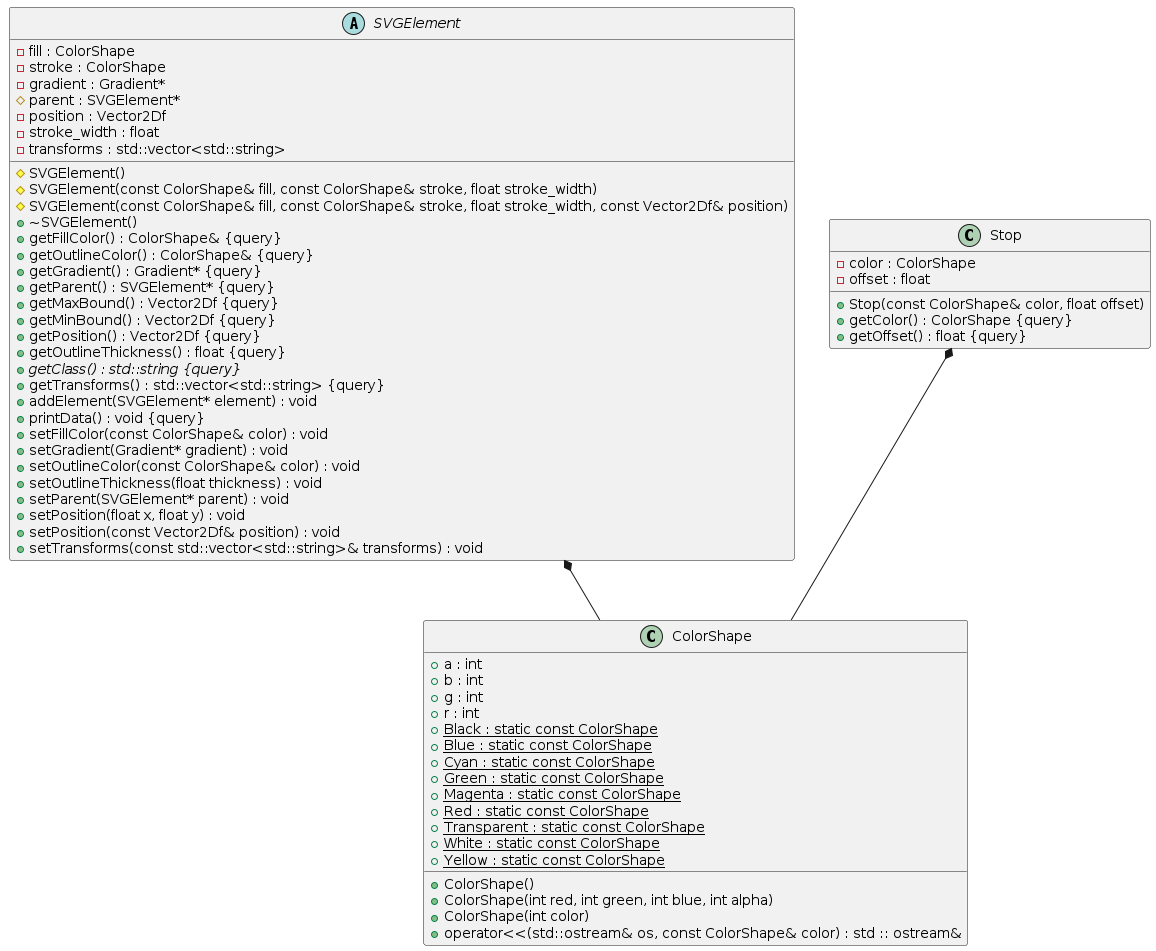 A SVGElement
fill : ColorShape
stroke : ColorShape
gradient : Gradient*
parent : SVGElement*
position : Vector2Df
stroke_width : float
transforms : std::vector<std::string>
SVGElement()
SVGElement(const ColorShape& fill, const ColorShape& stroke, float stroke_width)
SVGElement(const ColorShape& fill, const ColorShape& stroke, float stroke_width, const Vector2Df& position)
~SVGElement()
getFillColor() : ColorShape& {query}
getOutlineColor() : ColorShape& {query}
getGradient() : Gradient* {query}
getParent() : SVGElement* {query}
getMaxBound() : Vector2Df {query}
getMinBound() : Vector2Df {query}
getPosition() : Vector2Df {query}
getOutlineThickness() : float {query}
getClass() : std::string {query}
getTransforms() : std::vector<std::string> {query}
addElement(SVGElement* element) : void
printData() : void {query}
setFillColor(const ColorShape& color) : void
setGradient(Gradient* gradient) : void
setOutlineColor(const ColorShape& color) : void
setOutlineThickness(float thickness) : void
setParent(SVGElement* parent) : void
setPosition(float x, float y) : void
setPosition(const Vector2Df& position) : void
setTransforms(const std::vector<std::string>& transforms) : void
C Stop
color : ColorShape
offset : float
Stop(const ColorShape& color, float offset)
getColor() : ColorShape {query}
getOffset() : float {query}
C ColorShape
a : int
b : int
g : int
r : int
Black : static const ColorShape
Blue : static const ColorShape
Cyan : static const ColorShape
Green : static const ColorShape
Magenta : static const ColorShape
Red : static const ColorShape
Transparent : static const ColorShape
White : static const ColorShape
Yellow : static const ColorShape
ColorShape()
ColorShape(int red, int green, int blue, int alpha)
ColorShape(int color)
operator<<(std::ostream& os, const ColorShape& color) : std :: ostream&